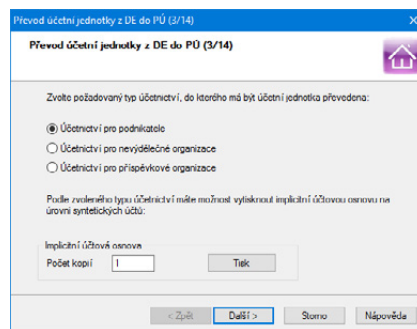 Převod účetní jednotky z DE do PÚ (3/14)
Převod účetní jednotky z DE do PÚ (3/14)
Zvolte požadovaný typ účetnictví, do kterého má být účetní jednotka převedena:
Účetnictví pro podnikatele
Účetnictví pro nevýdělečné organizace
Účetnictví pro příspěvkové organizace
Podle zvoleného typu účetnictví máte možnost vytisknout implicitní účtovou osnovu na
úrovni syntetických účtů:
Implicitní účtová osnova
Počet kopií 1 Tisk
< Zpět Další > Storno Nápověda